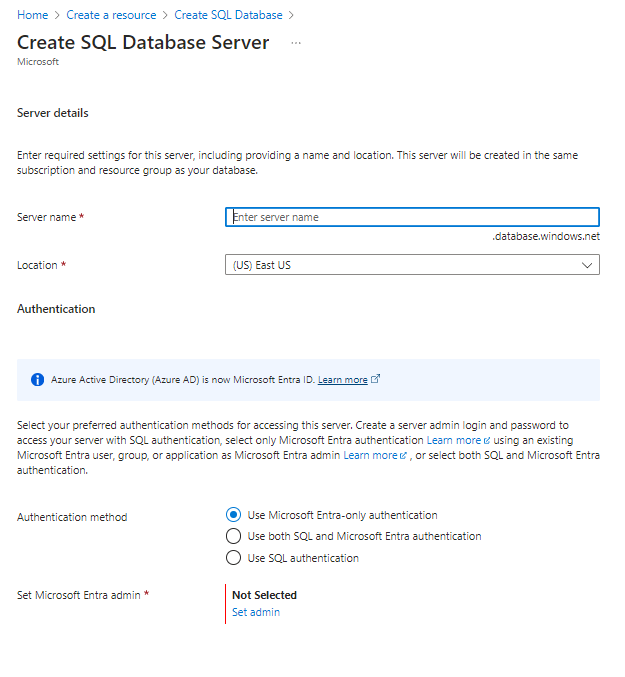 Home > Create a resource > Create SQL Database >
Create SQL Database Server ...
Microsoft
Server details
Enter required settings for this server, including providing a name and location. This server will be created in the same
subscription and resource group as your database.
Server name *
Enter server name
.database.windows.net
Location *
(US) East US
Authentication
Azure Active Directory (Azure AD) is now Microsoft Entra ID. Learn more
Select your preferred authentication methods for accessing this server. Create a server admin login and password to
access your server with SQL authentication, select only Microsoft Entra authentication Learn more using an existing
Microsoft Entra user, group, or application as Microsoft Entra admin Learn more , or select both SQL and Microsoft Entra
authentication.
Authentication method
Use Microsoft Entra-only authentication
Use both SQL and Microsoft Entra authentication
Use SQL authentication
Set Microsoft Entra admin *
Not Selected
Set admin